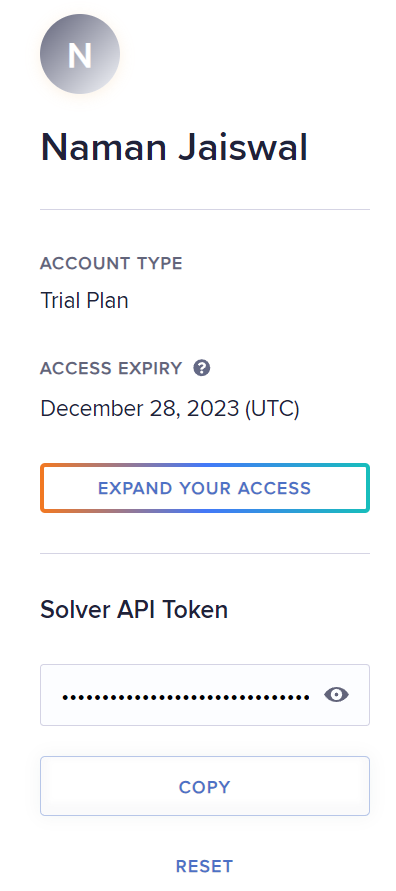 N
Naman Jaiswal
ACCOUNT TYPE
Trial Plan
ACCESS EXPIRY ?
December 28, 2023 (UTC)
EXPAND YOUR ACCESS
Solver API Token
•••••••••••••••••••••••••••••••
COPY
RESET